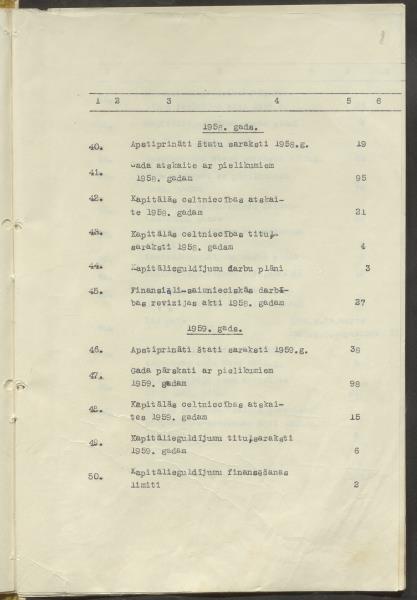 8
1 2 3 4 5 6
1958. gads.
40. Apstiprināti štatu saraksti 1958.g. 19
41. Gada atskaite ar pielikumiem
1958. gadam 95
42. Kapitālās celtniecības atskai-
te 1958. gadam 21
43. Kapitālās celtniecības titul-
saraksti 1958. gadam 4
44. Kapitālieguldījumu darbu plāni 3
45. Finansiāli-saimnieciskās darbī-
bas revīzijas akti 1958. gadam 27
1959. gads.
46. Apstiprināti štati saraksti 1959.g. 38
47. Gada pārskati ar pielikumiem
1959. gadam 98
48. Kapitālās celtniecības atskai-
tes 1959. gadam 15
49. Kapitālieguldījumu titulsaraksti
1959. gadam 6
50. Kapitālieguldījumu finansēšanas
limiti 2